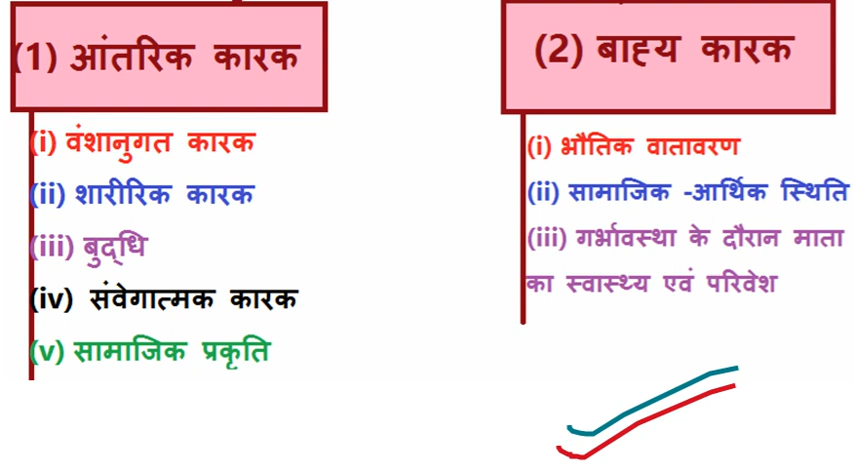 (1) आंतरिक कारक
(i) वंशानुगत कारक
(ii) शारीरिक कारक
(iii) बुद्धि
(iv) संवेगात्मक कारक
(v) सामाजिक प्रकृति
(2) बाह्य कारक
(i) भौतिक वातावरण
(ii) सामाजिक -आर्थिक स्थिति
(iii) गर्भावस्था के दौरान माता
का स्वास्थ्य एवं परिवेश